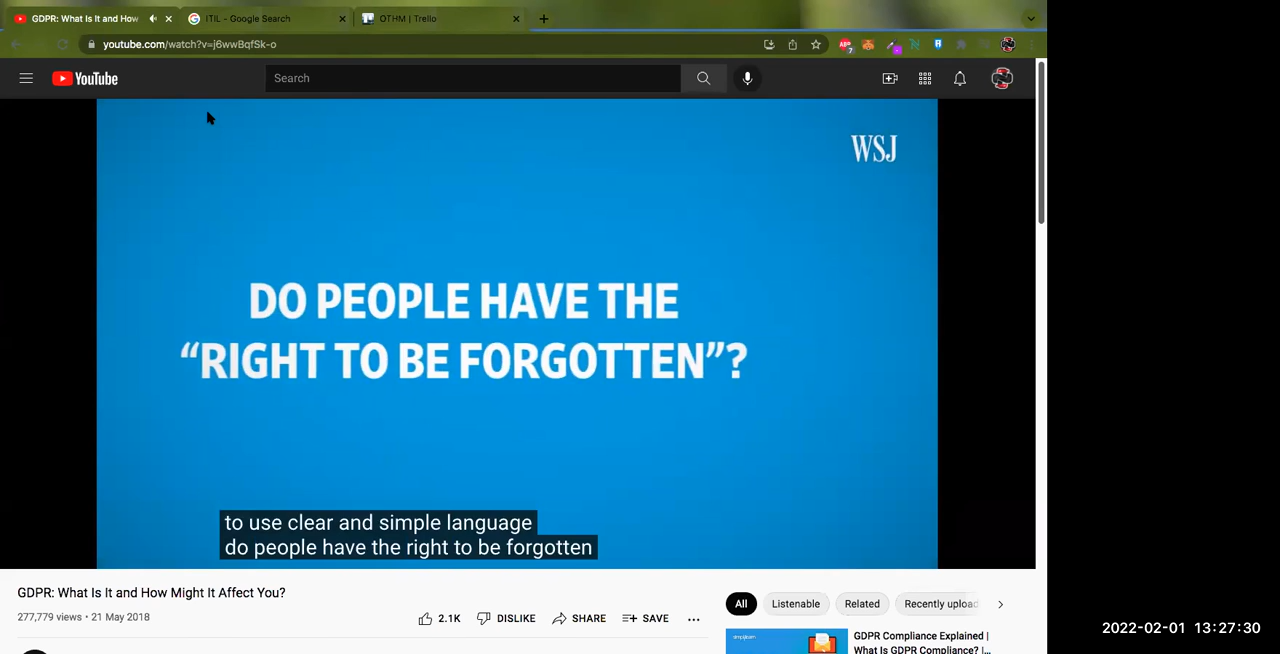 GDPR: What Is It and How
ITIL - Google Search
OTHM | Trello
youtube.com/watch?v=j6wwBqfSk-o
ABP
7
YouTube
Search
WSJ
DO PEOPLE HAVE THE
“RIGHT TO BE FORGOTTEN”?
to use clear and simple language
do people have the right to be forgotten
GDPR: What Is It and How Might It Affect You?
277,779 views • 21 May 2018
2.1K
DISLIKE
SHARE
SAVE
All
Listenable
Related
Recently upload
simplilearn
GDPR Compliance Explained |
What Is GDPR Compliance? |...
2022-02-01 13:27:30